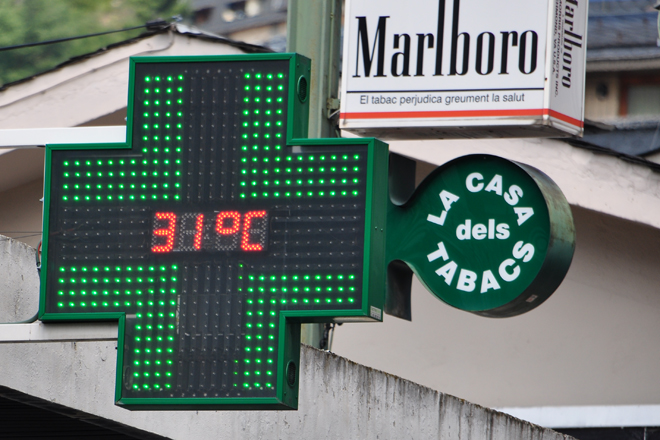 Marlboro
El tabac perjudica greument la salut
Marlboro
31°C
LA CASA
dels
TABACS